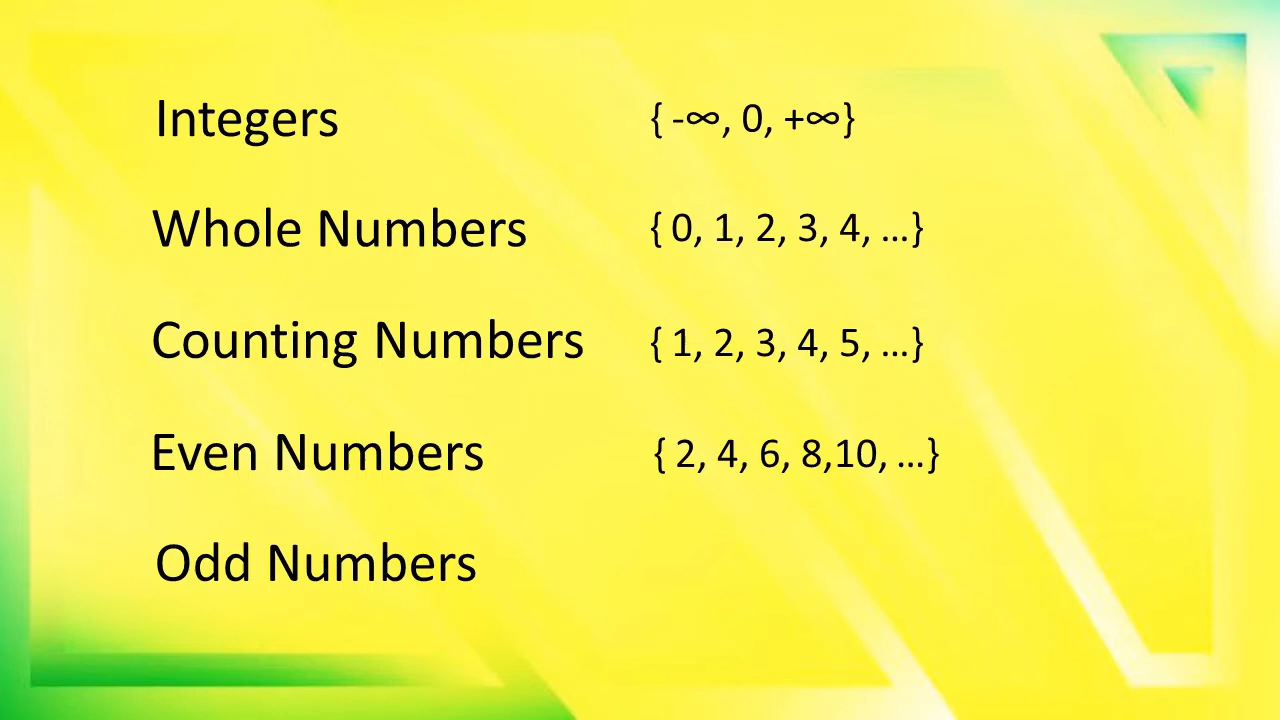 Integers { -∞, 0, +∞}
Whole Numbers { 0, 1, 2, 3, 4, …}
Counting Numbers { 1, 2, 3, 4, 5, …}
Even Numbers { 2, 4, 6, 8,10, …}
Odd Numbers